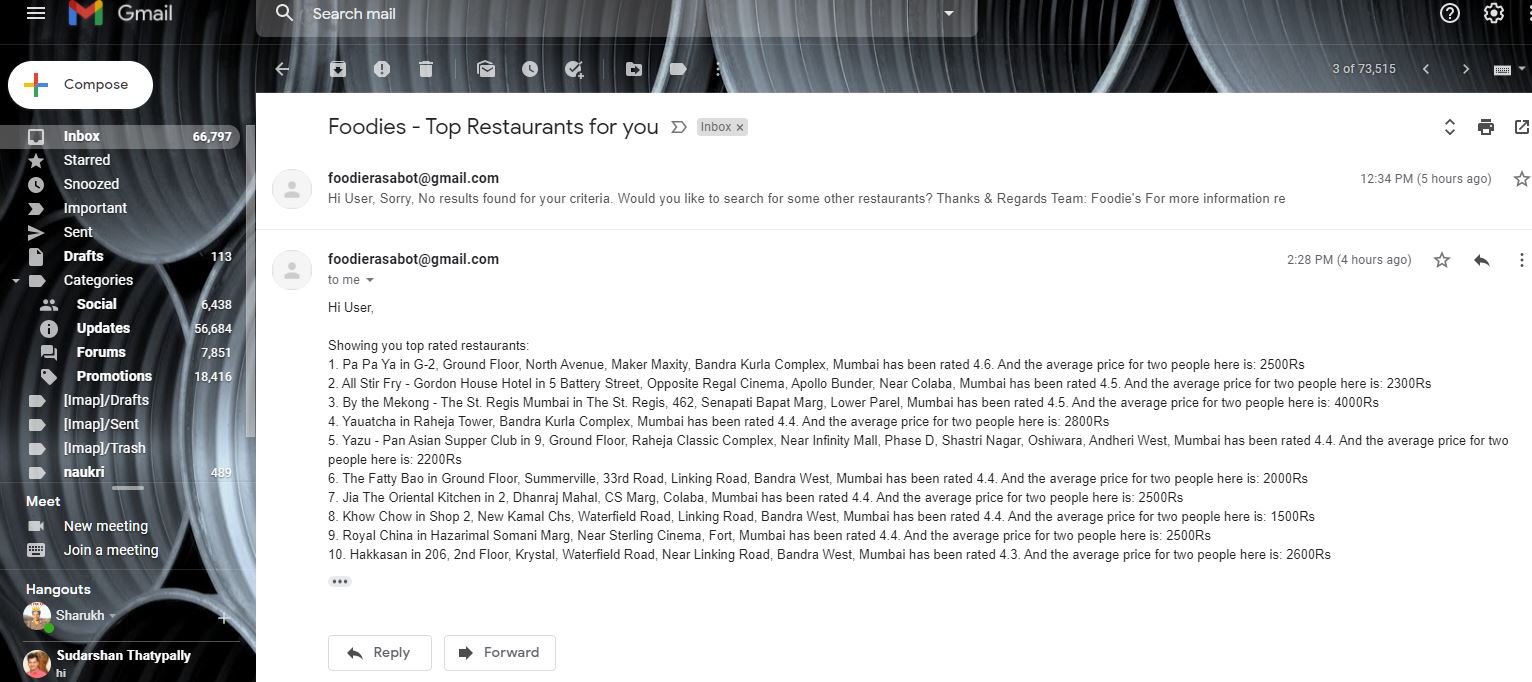 Gmail
Search mail
Compose
3 of 73,515
Inbox 66,797
Starred
Snoozed
Important
Sent
Drafts 113
Categories
Social 6,438
Updates 56,684
Forums 7,851
Promotions 18,416
[Imap]/Drafts
[Imap]/Sent
[Imap]/Trash
naukri 489
Meet
New meeting
Join a meeting
Hangouts
Sharukh
Sudarshan Thatypally
hi
Foodies - Top Restaurants for you Inbox x
foodierasabot@gmail.com 12:34 PM (5 hours ago)
Hi User, Sorry, No results found for your criteria. Would you like to search for some other restaurants? Thanks & Regards Team: Foodie's For more information re
foodierasabot@gmail.com 2:28 PM (4 hours ago)
to me
Hi User,
Showing you top rated restaurants:
1. Pa Pa Ya in G-2, Ground Floor, North Avenue, Maker Maxity, Bandra Kurla Complex, Mumbai has been rated 4.6. And the average price for two people here is: 2500Rs
2. All Stir Fry - Gordon House Hotel in 5 Battery Street, Opposite Regal Cinema, Apollo Bunder, Near Colaba, Mumbai has been rated 4.5. And the average price for two people here is: 2300Rs
3. By the Mekong - The St. Regis Mumbai in The St. Regis, 462, Senapati Bapat Marg, Lower Parel, Mumbai has been rated 4.5. And the average price for two people here is: 4000Rs
4. Yauatcha in Raheja Tower, Bandra Kurla Complex, Mumbai has been rated 4.4. And the average price for two people here is: 2800Rs
5. Yazu - Pan Asian Supper Club in 9, Ground Floor, Raheja Classic Complex, Near Infinity Mall, Phase D, Shastri Nagar, Oshiwara, Andheri West, Mumbai has been rated 4.4. And the average price for two
people here is: 2200Rs
6. The Fatty Bao in Ground Floor, Summerville, 33rd Road, Linking Road, Bandra West, Mumbai has been rated 4.4. And the average price for two people here is: 2000Rs
7. Jia The Oriental Kitchen in 2, Dhanraj Mahal, CS Marg, Colaba, Mumbai has been rated 4.4. And the average price for two people here is: 2500Rs
8. Khow Chow in Shop 2, New Kamal Chs, Waterfield Road, Linking Road, Bandra West, Mumbai has been rated 4.4. And the average price for two people here is: 1500Rs
9. Royal China in Hazarimal Somani Marg, Near Sterling Cinema, Fort, Mumbai has been rated 4.4. And the average price for two people here is: 2500Rs
10. Hakkasan in 206, 2nd Floor, Krystal, Waterfield Road, Near Linking Road, Bandra West, Mumbai has been rated 4.3. And the average price for two people here is: 2600Rs
Reply
Forward